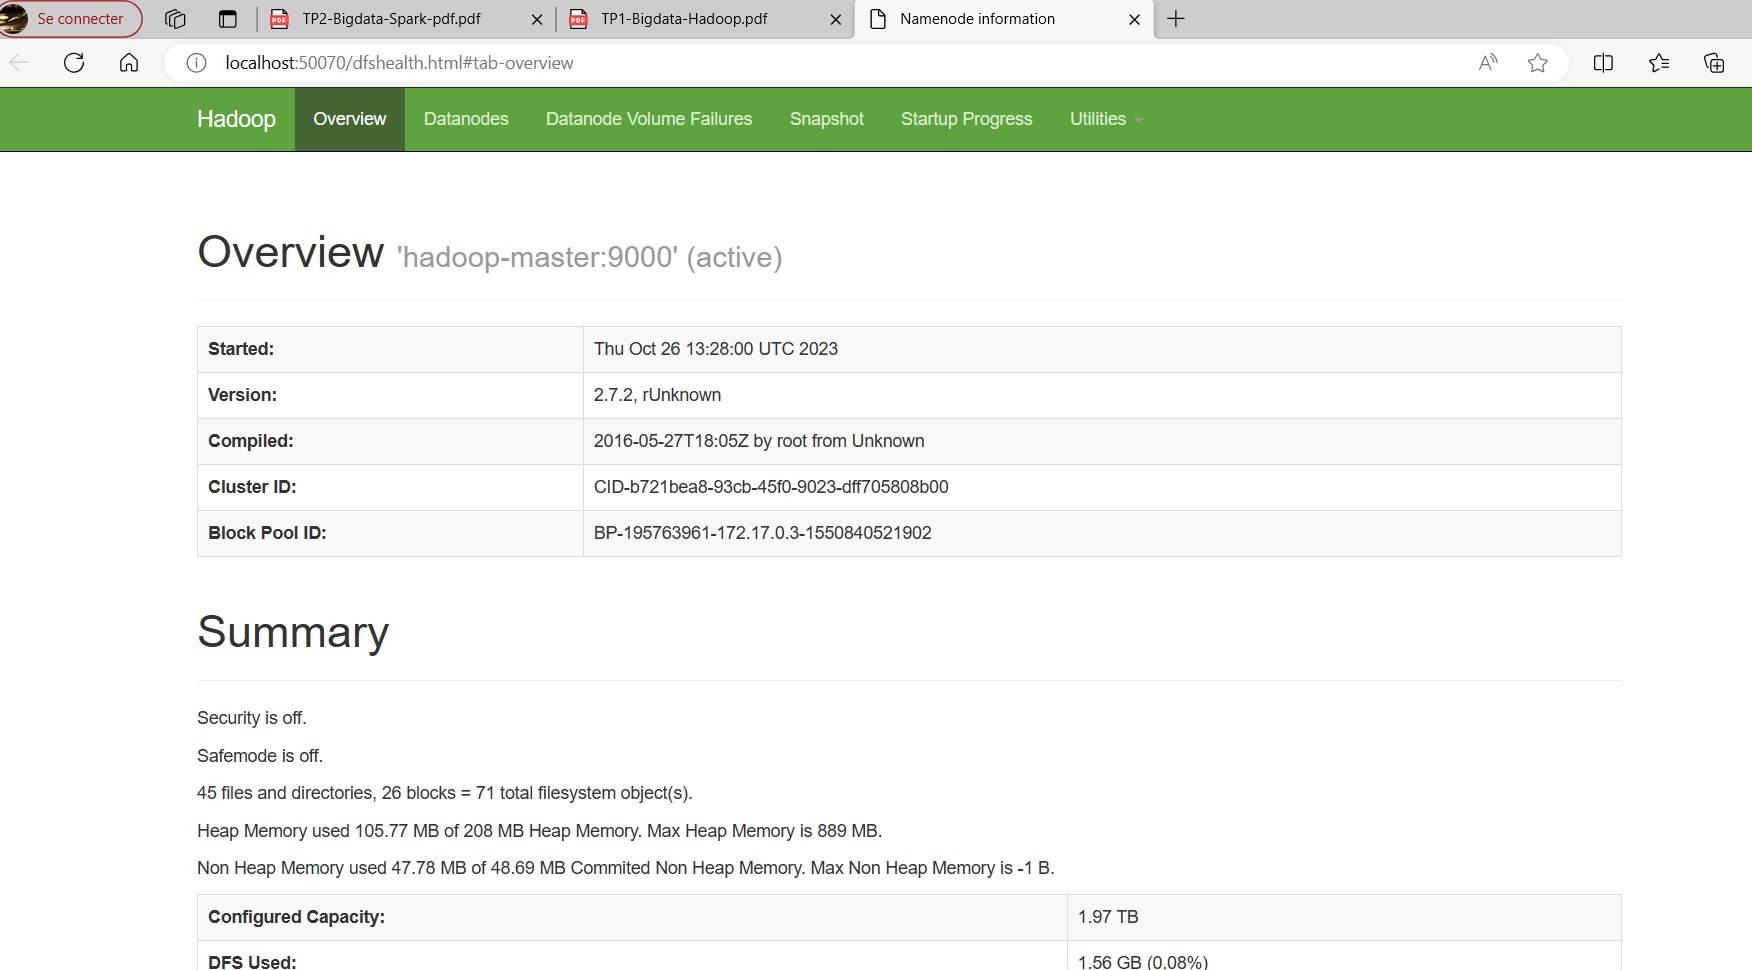 Se connecter TP2-Bigdata-Spark-pdf.pdf TP1-Bigdata-Hadoop.pdf Namenode information
localhost:50070/dfshealth.html#tab-overview
Hadoop Overview Datanodes Datanode Volume Failures Snapshot Startup Progress Utilities
Overview 'hadoop-master:9000' (active)
Started: Thu Oct 26 13:28:00 UTC 2023
Version: 2.7.2, rUnknown
Compiled: 2016-05-27T18:05Z by root from Unknown
Cluster ID: CID-b721bea8-93cb-45f0-9023-dff705808b00
Block Pool ID: BP-195763961-172.17.0.3-1550840521902
Summary
Security is off.
Safemode is off.
45 files and directories, 26 blocks = 71 total filesystem object(s).
Heap Memory used 105.77 MB of 208 MB Heap Memory. Max Heap Memory is 889 MB.
Non Heap Memory used 47.78 MB of 48.69 MB Commited Non Heap Memory. Max Non Heap Memory is -1 B.
Configured Capacity: 1.97 TB
DFS Used: 1.56 GB (0.08%)